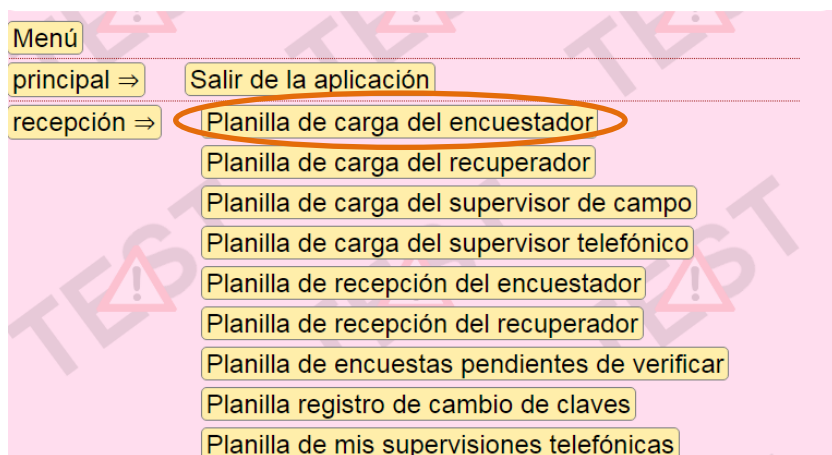 Menú
principal ⇒ Salir de la aplicación
recepción ⇒ Planilla de carga del encuestador
Planilla de carga del recuperador
Planilla de carga del supervisor de campo
Planilla de carga del supervisor telefónico
Planilla de recepción del encuestador
Planilla de recepción del recuperador
Planilla de encuestas pendientes de verificar
Planilla registro de cambio de claves
Planilla de mis supervisiones telefónicas
TEST
TEST
TEST
TEST
TEST
TEST